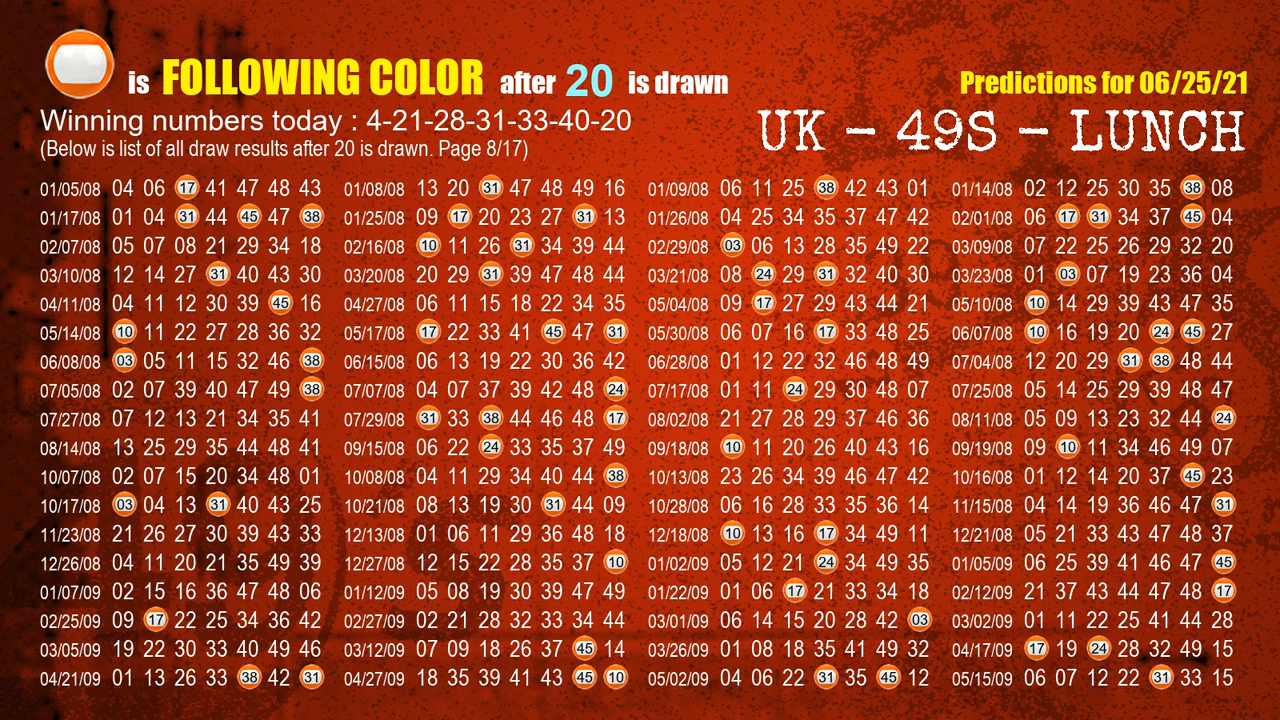 is FOLLOWING COLOR after 20 is drawn
Predictions for 06/25/21
Winning numbers today : 4-21-28-31-33-40-20
UK - 49S - LUNCH
(Below is list of all draw results after 20 is drawn. Page 8/17)
01/05/08 04 06 17 41 47 48 43 01/08/08 13 20 31 47 48 49 16 01/09/08 06 11 25 38 42 43 01 01/14/08 02 12 25 30 35 38 08
01/17/08 01 04 31 44 45 47 38 01/25/08 09 17 20 23 27 31 13 01/26/08 04 25 34 35 37 47 42 02/01/08 06 17 31 34 37 45 04
02/07/08 05 07 08 21 29 34 18 02/16/08 10 11 26 31 34 39 44 02/29/08 03 06 13 28 35 49 22 03/09/08 07 22 25 26 29 32 20
03/10/08 12 14 27 31 40 43 30 03/20/08 20 29 31 39 47 48 44 03/21/08 08 24 29 31 32 40 30 03/23/08 01 03 07 19 23 36 04
04/11/08 04 11 12 30 39 45 16 04/27/08 06 11 15 18 22 34 35 05/04/08 09 17 27 29 43 44 21 05/10/08 10 14 29 39 43 47 35
05/14/08 10 11 22 27 28 36 32 05/17/08 17 22 33 41 45 47 31 05/30/08 06 07 16 17 33 48 25 06/07/08 10 16 19 20 24 45 27
06/08/08 03 05 11 15 32 46 38 06/15/08 06 13 19 22 30 36 42 06/28/08 01 12 22 32 46 48 49 07/04/08 12 20 29 31 38 48 44
07/05/08 02 07 39 40 47 49 38 07/07/08 04 07 37 39 42 48 24 07/17/08 01 11 24 29 30 48 07 07/25/08 05 14 25 29 39 48 47
07/27/08 07 12 13 21 34 35 41 07/29/08 31 33 38 44 46 48 17 08/02/08 21 27 28 29 37 46 36 08/11/08 05 09 13 23 32 44 24
08/14/08 13 25 29 35 44 48 41 09/15/08 06 22 24 33 35 37 49 09/18/08 10 11 20 26 40 43 16 09/20/08 09 10 11 34 46 49 07
10/07/08 02 07 15 20 34 48 01 10/08/08 04 11 29 34 40 44 38 10/13/08 23 26 34 39 46 47 42 10/16/08 01 12 14 20 37 45 23
10/17/08 03 04 13 31 40 43 25 10/21/08 08 13 19 30 31 44 09 10/28/08 06 16 28 33 35 36 14 11/15/08 04 14 19 36 46 47 31
11/23/08 21 26 27 30 39 43 33 12/13/08 01 06 11 29 36 48 18 12/18/08 10 13 16 17 34 49 11 12/21/08 05 21 33 43 47 48 37
12/26/08 04 11 20 21 35 49 39 12/27/08 12 15 22 28 35 37 10 01/02/09 05 12 21 24 34 49 35 01/05/09 06 25 39 41 46 47 45
01/07/09 02 15 16 36 47 48 06 01/12/09 05 08 19 30 39 47 49 01/22/09 01 06 17 21 33 34 18 02/12/09 21 37 43 44 47 48 17
02/25/09 09 17 22 25 34 36 42 02/27/09 02 21 28 32 33 34 44 03/01/09 06 14 15 20 28 42 03 03/02/09 01 11 22 25 41 44 28
03/05/09 19 22 30 33 40 49 46 03/12/09 07 09 18 26 37 45 14 03/26/09 01 08 18 35 41 49 32 04/17/09 17 19 24 28 32 49 15
04/21/09 01 13 26 33 38 42 31 04/27/09 18 35 39 41 43 45 10 05/02/09 04 06 22 31 35 45 12 05/15/09 06 07 12 22 31 33 15